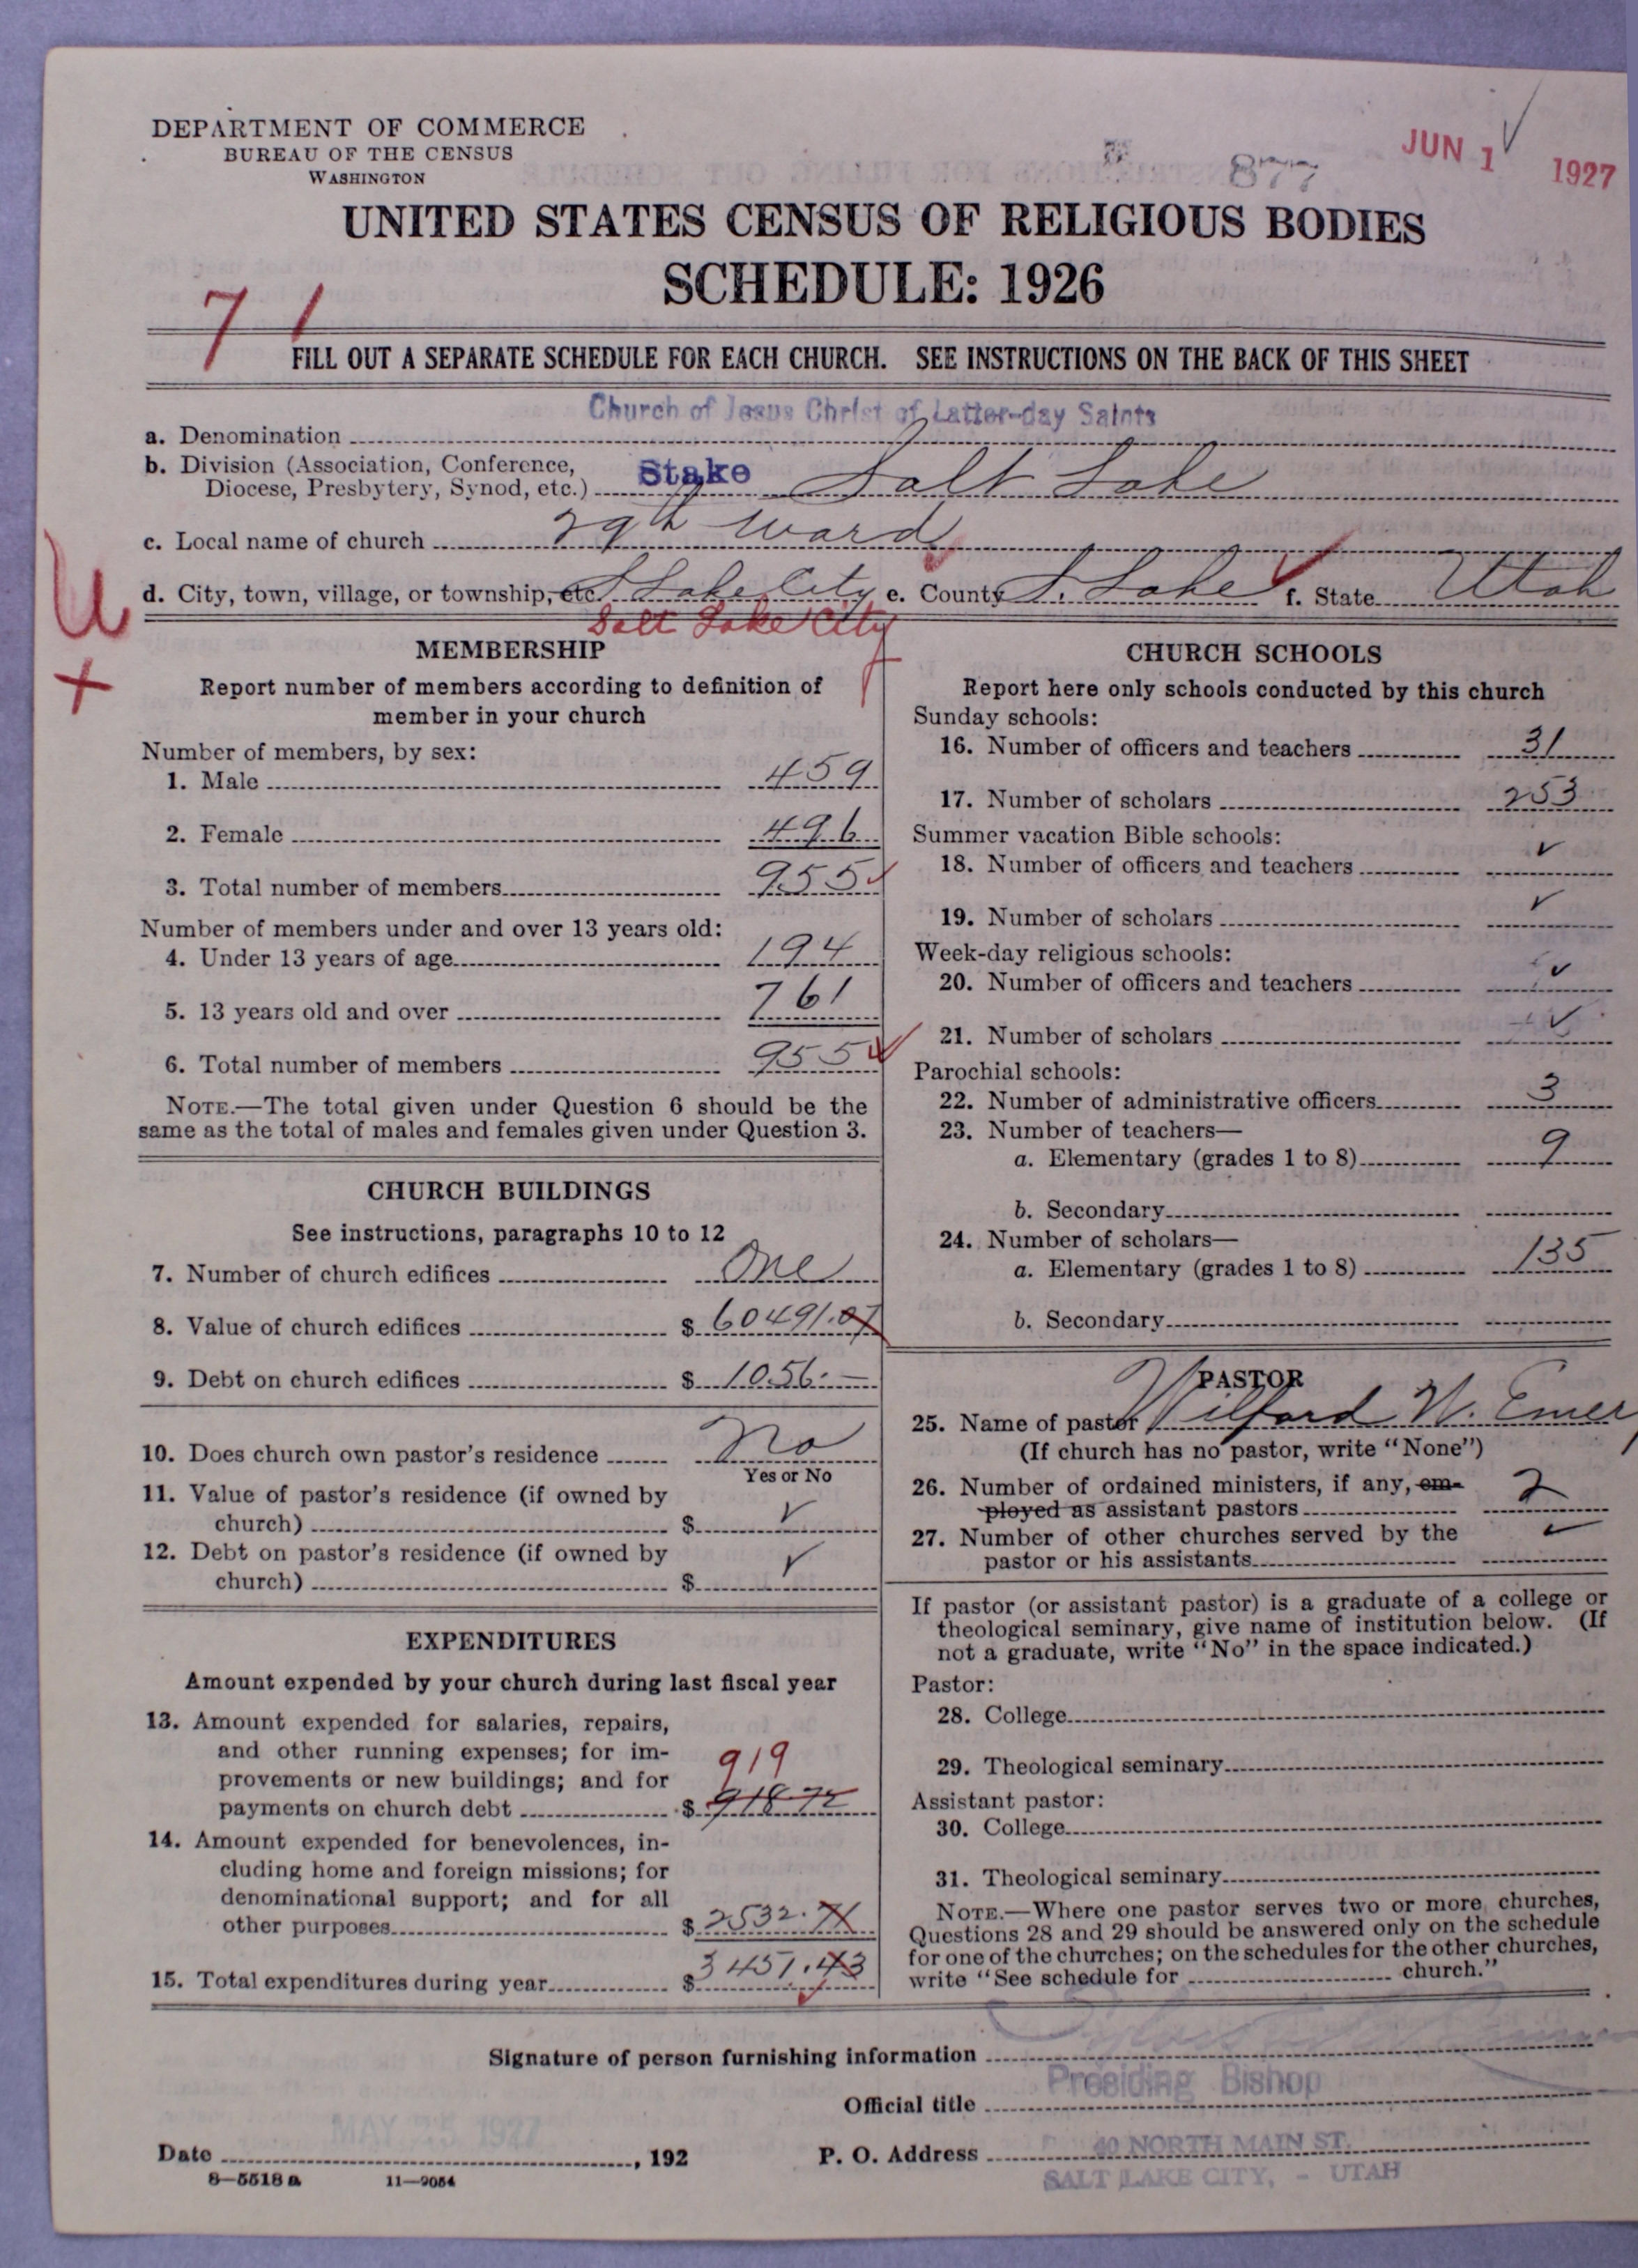 DEPARTMENT OF COMMERCE
BUREAU OF THE CENSUS
WASHINGTON
877
JUN 1 1927
UNITED STATES CENSUS OF RELIGIOUS BODIES
SCHEDULE: 1926
7 1
FILL OUT A SEPARATE SCHEDULE FOR EACH CHURCH. SEE INSTRUCTIONS ON THE BACK OF THIS SHEET
a. Denomination Church of Jesus Christ of Latter-day Saints
b. Division (Association, Conference,
Diocese, Presbytery, Synod, etc.) Stake Salt Lake
c. Local name of church 29th Ward
d. City, town, village, or township, etc. S Lake City e. County S. Lake f. State Utah
Salt Lake City
MEMBERSHIP
Report number of members according to definition of
member in your church
Number of members, by sex:
1. Male 459
2. Female 496
3. Total number of members 955
Number of members under and over 13 years old:
4. Under 13 years of age 194
5. 13 years old and over 761
6. Total number of members 955
NOTE.—The total given under Question 6 should be the
same as the total of males and females given under Question 3.
CHURCH BUILDINGS
See instructions, paragraphs 10 to 12
7. Number of church edifices One
8. Value of church edifices $ 60491.07
9. Debt on church edifices $ 1056.—
10. Does church own pastor's residence No
Yes or No
11. Value of pastor's residence (if owned by
church) $ ✓
12. Debt on pastor's residence (if owned by
church) $ ✓
EXPENDITURES
Amount expended by your church during last fiscal year
13. Amount expended for salaries, repairs,
and other running expenses; for im-
provements or new buildings; and for 919
payments on church debt $ 918 72
14. Amount expended for benevolences, in-
cluding home and foreign missions; for
denominational support; and for all
other purposes $ 2532.71
15. Total expenditures during year $ 3451.43
CHURCH SCHOOLS
Report here only schools conducted by this church
Sunday schools:
16. Number of officers and teachers 31
17. Number of scholars 253
Summer vacation Bible schools:
18. Number of officers and teachers ✓
19. Number of scholars ✓
Week-day religious schools:
20. Number of officers and teachers ✓
21. Number of scholars ✓
Parochial schools:
22. Number of administrative officers 3
23. Number of teachers—
a. Elementary (grades 1 to 8) 9
b. Secondary
24. Number of scholars—
a. Elementary (grades 1 to 8) 135
b. Secondary
PASTOR
25. Name of pastor Wilford W. Emery
(If church has no pastor, write "None")
26. Number of ordained ministers, if any, em-
ployed as assistant pastors 2
27. Number of other churches served by the
pastor or his assistants ✓
If pastor (or assistant pastor) is a graduate of a college or
theological seminary, give name of institution below. (If
not a graduate, write "No" in the space indicated.)
Pastor:
28. College
29. Theological seminary
Assistant pastor:
30. College
31. Theological seminary
NOTE.—Where one pastor serves two or more churches,
Questions 28 and 29 should be answered only on the schedule
for one of the churches; on the schedules for the other churches,
write "See schedule for church."
Signature of person furnishing information
Official title Presiding Bishop
Date MAY 25 1927, 192
P. O. Address 40 NORTH MAIN ST.
SALT LAKE CITY, - UTAH
8—5518 a 11—9054